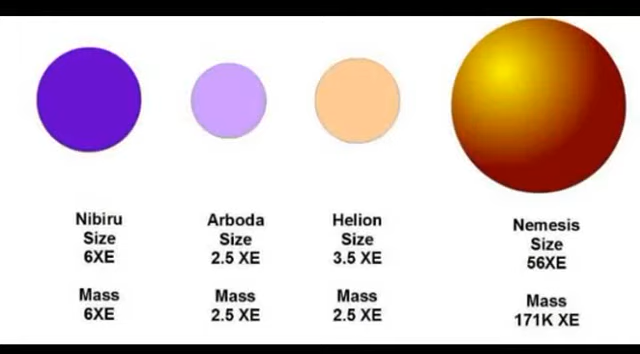 Nibiru
Size
6XE
Mass
6XE
Arboda
Size
2.5 XE
Mass
2.5 XE
Helion
Size
3.5 XE
Mass
2.5 XE
Nemesis
Size
56XE
Mass
171K XE